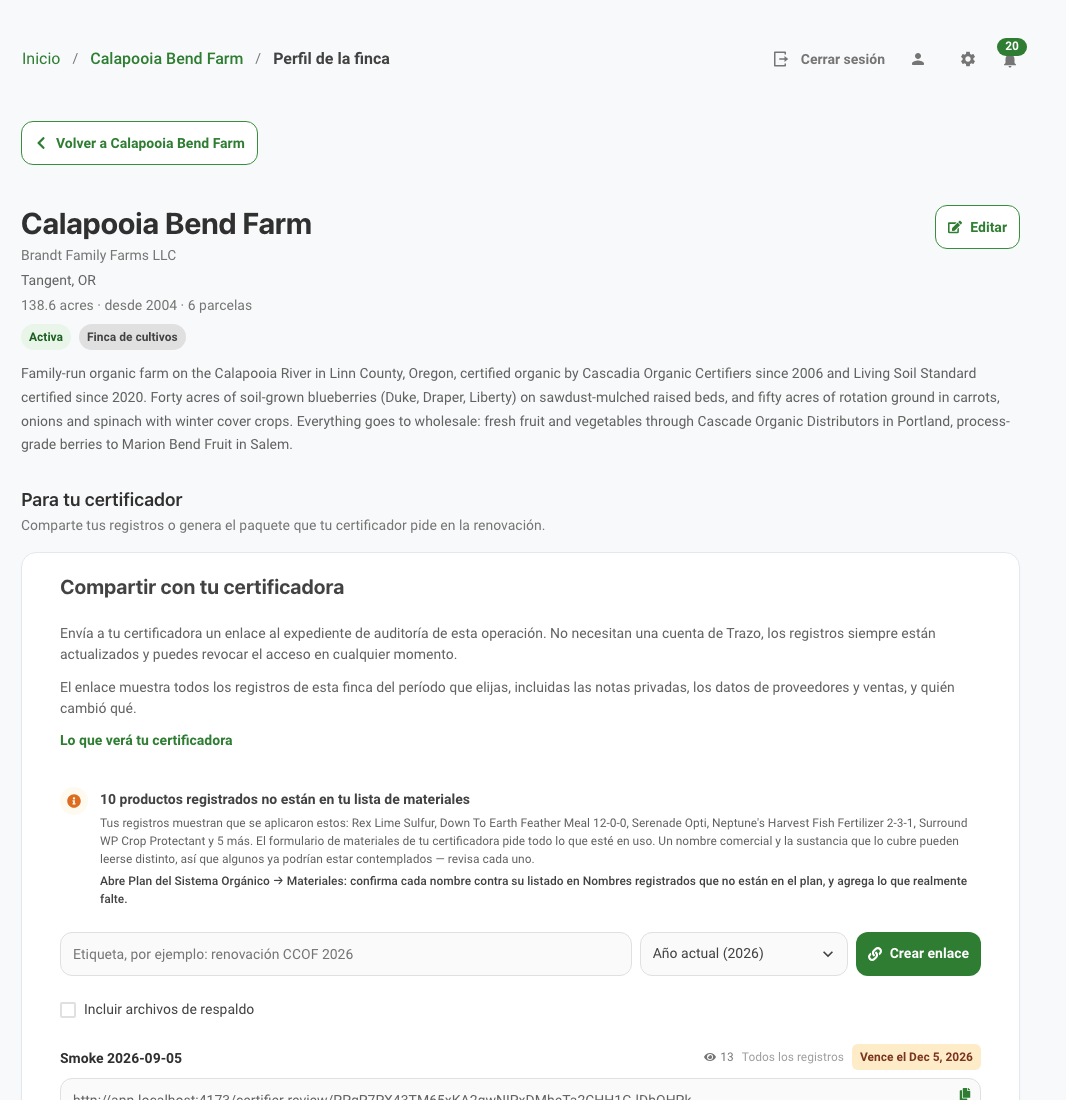 Inicio / Calapooia Bend Farm / Perfil de la finca
Cerrar sesión
20
Volver a Calapooia Bend Farm
Calapooia Bend Farm
Editar
Brandt Family Farms LLC
Tangent, OR
138.6 acres · desde 2004 · 6 parcelas
Activa
Finca de cultivos
Family-run organic farm on the Calapooia River in Linn County, Oregon, certified organic by Cascadia Organic Certifiers since 2006 and Living Soil Standard
certified since 2020. Forty acres of soil-grown blueberries (Duke, Draper, Liberty) on sawdust-mulched raised beds, and fifty acres of rotation ground in carrots,
onions and spinach with winter cover crops. Everything goes to wholesale: fresh fruit and vegetables through Cascade Organic Distributors in Portland, process-
grade berries to Marion Bend Fruit in Salem.
Para tu certificador
Comparte tus registros o genera el paquete que tu certificador pide en la renovación.
Compartir con tu certificadora
Envía a tu certificadora un enlace al expediente de auditoría de esta operación. No necesitan una cuenta de Trazo, los registros siempre están
actualizados y puedes revocar el acceso en cualquier momento.
El enlace muestra todos los registros de esta finca del período que elijas, incluidas las notas privadas, los datos de proveedores y ventas, y quién
cambió qué.
Lo que verá tu certificadora
10 productos registrados no están en tu lista de materiales
Tus registros muestran que se aplicaron estos: Rex Lime Sulfur, Down To Earth Feather Meal 12-0-0, Serenade Opti, Neptune's Harvest Fish Fertilizer 2-3-1, Surround
WP Crop Protectant y 5 más. El formulario de materiales de tu certificadora pide todo lo que esté en uso. Un nombre comercial y la sustancia que lo cubre pueden
leerse distinto, así que algunos ya podrían estar contemplados — revisa cada uno.
Abre Plan del Sistema Orgánico → Materiales: confirma cada nombre contra su listado en Nombres registrados que no están en el plan, y agrega lo que realmente
falte.
Etiqueta, por ejemplo: renovación CCOF 2026
Año actual (2026)
Crear enlace
Incluir archivos de respaldo
Smoke 2026-09-05
13
Todos los registros
Vence el Dec 5, 2026